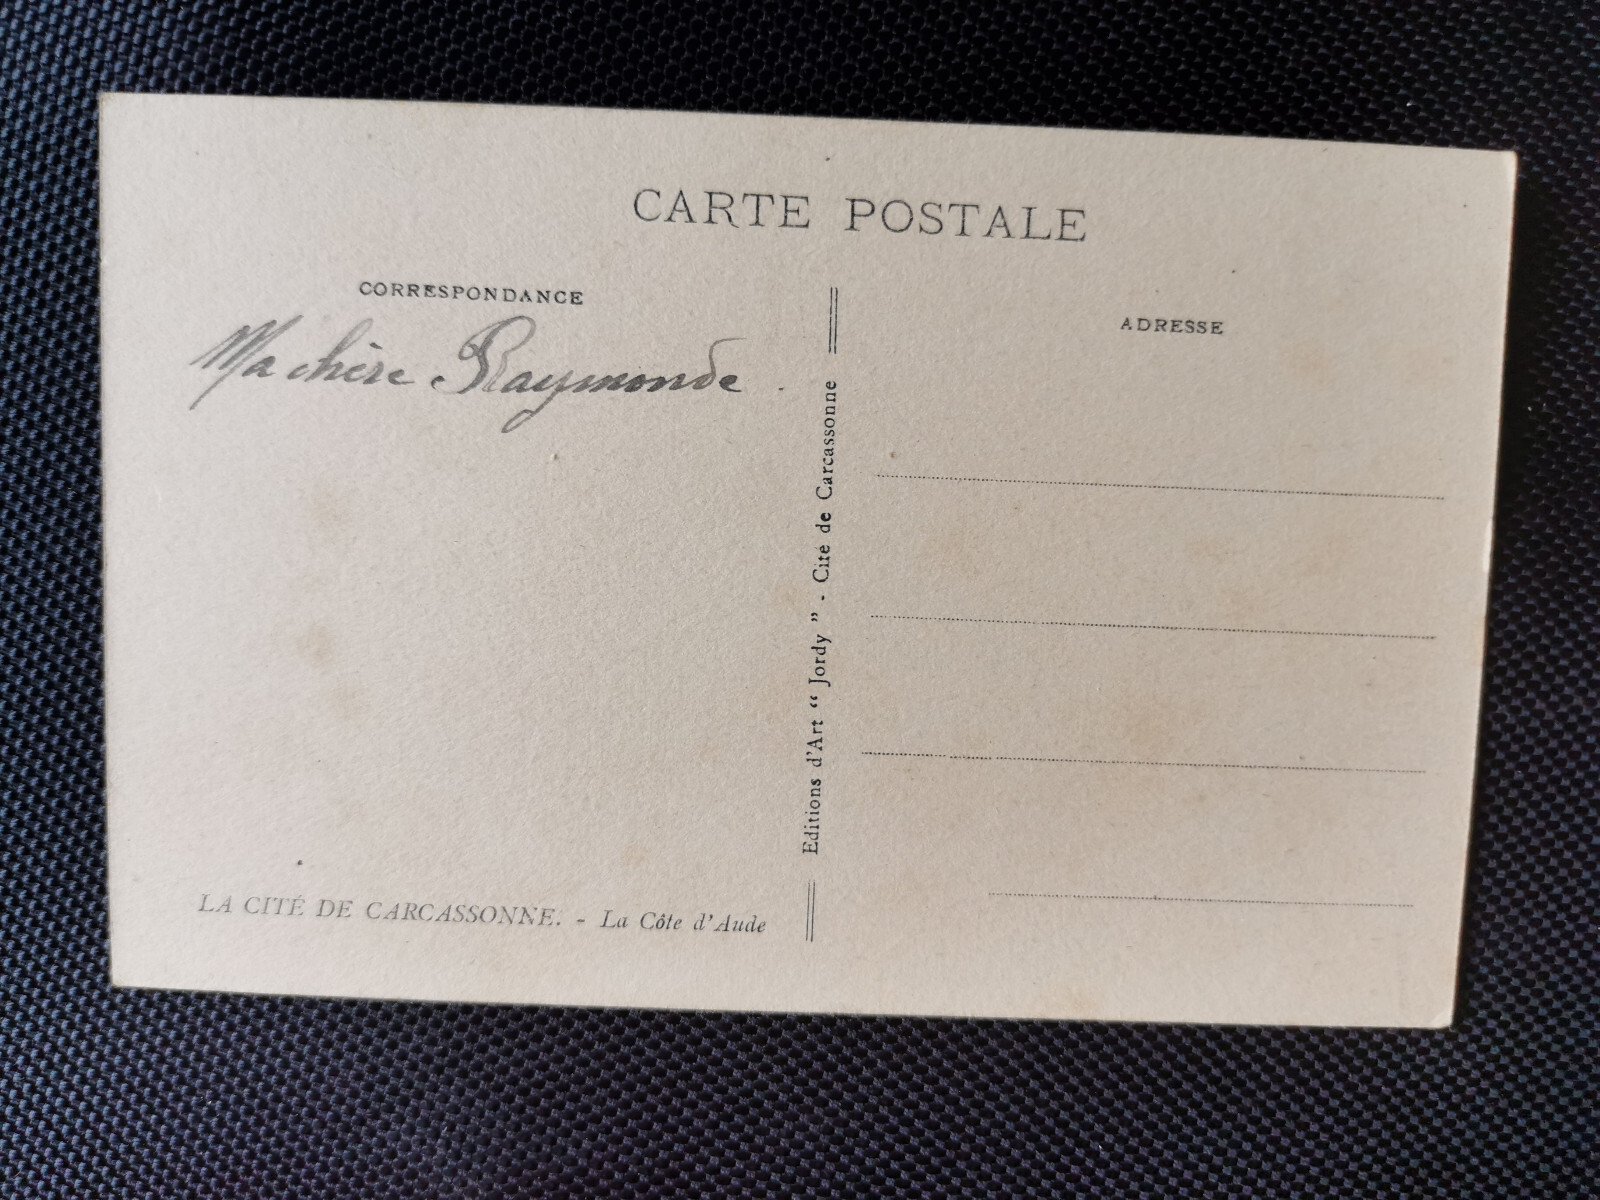 CARTE POSTALE
CORRESPONDANCE
Ma chère Raymonde
Editions d'Art “ Jordy ” - Cité de Carcassonne
ADRESSE
LA CITÉ DE CARCASSONNE. - La Côte d'Aude